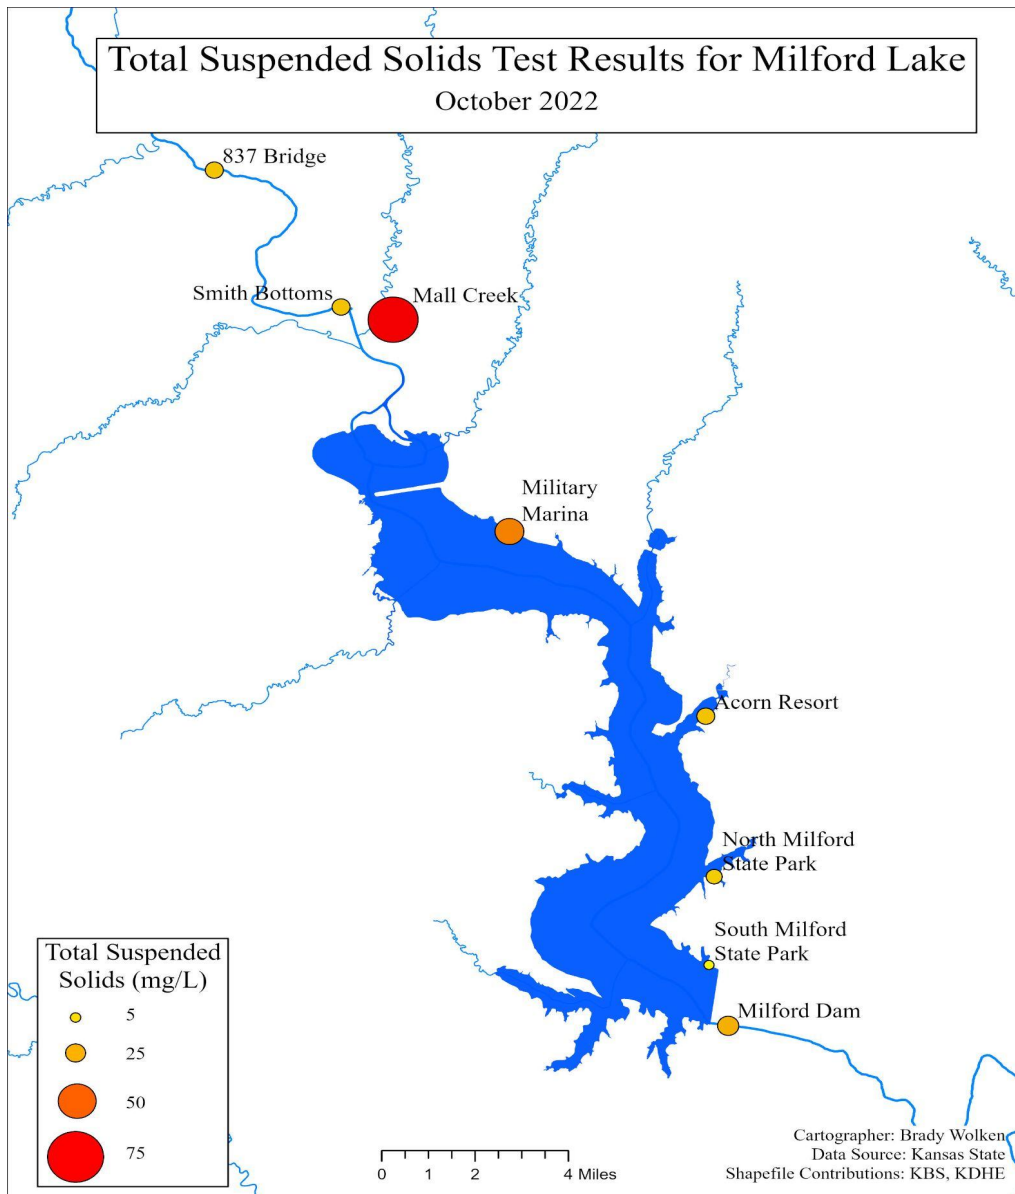 Total Suspended Solids Test Results for Milford Lake
October 2022
837 Bridge
Smith Bottoms
Mall Creek
Military
Marina
Acorn Resort
North Milford
State Park
South Milford
State Park
Milford Dam
Total Suspended
Solids (mg/L)
5
25
50
75
0 1 2 4 Miles
Cartographer: Brady Wolken
Data Source: Kansas State
Shapefile Contributions: KBS, KDHE